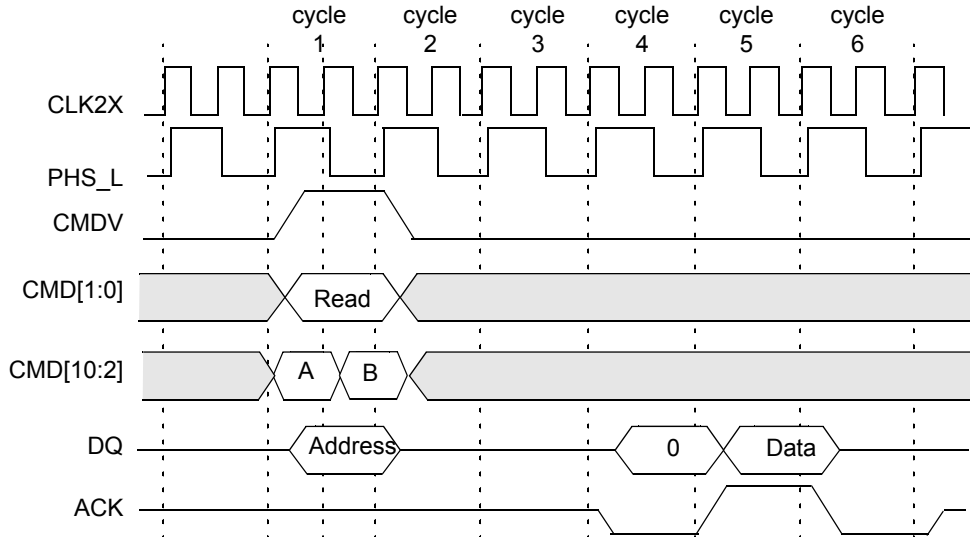 cycle cycle cycle cycle cycle cycle
1 2 3 4 5 6
CLK2X
PHS_L
CMDV
CMD[1:0] Read
CMD[10:2] A B
DQ Address 0 Data
ACK